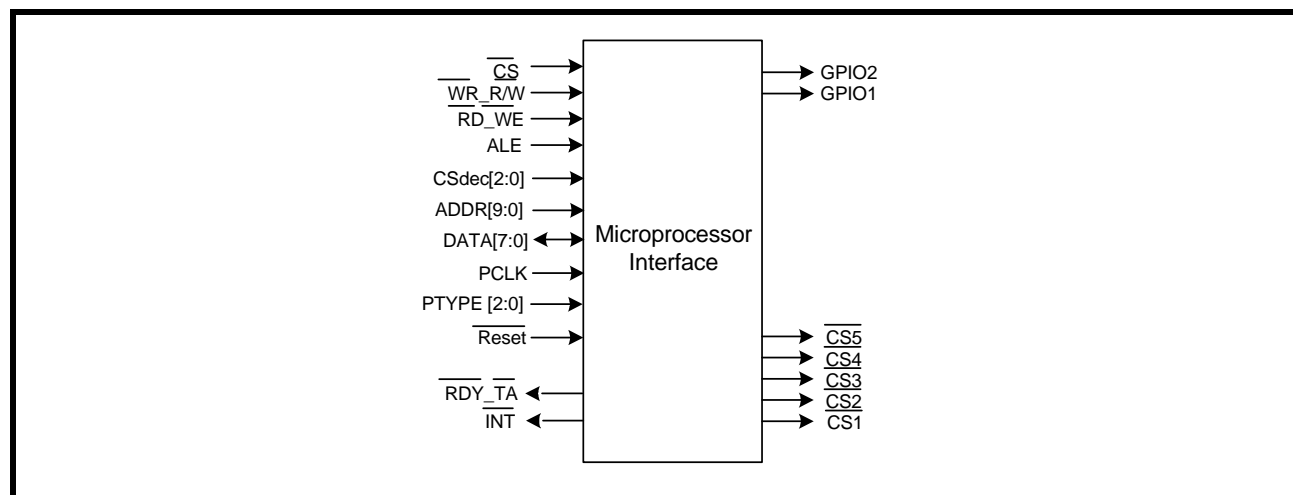 CS
WR_R/W
RD_WE
ALE
CSdec[2:0]
ADDR[9:0]
DATA[7:0]
PCLK
PTYPE [2:0]
Reset
RDY_TA
INT
Microprocessor
Interface
GPIO2
GPIO1
CS5
CS4
CS3
CS2
CS1